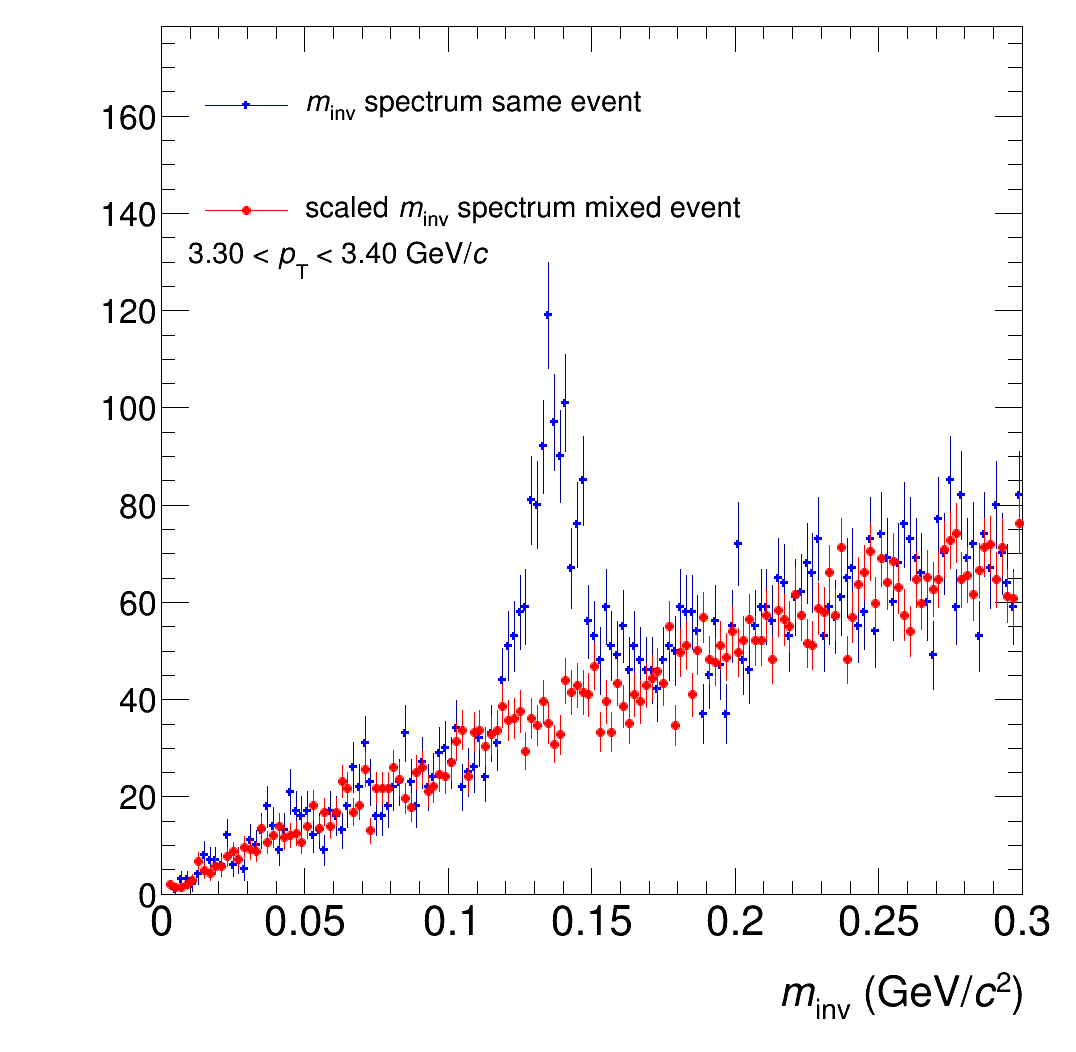 m_inv spectrum same event
scaled m_inv spectrum mixed event
3.30 < p_T < 3.40 GeV/c
160
140
120
100
80
60
40
20
0
0 0.05 0.1 0.15 0.2 0.25 0.3
m_inv (GeV/c²)